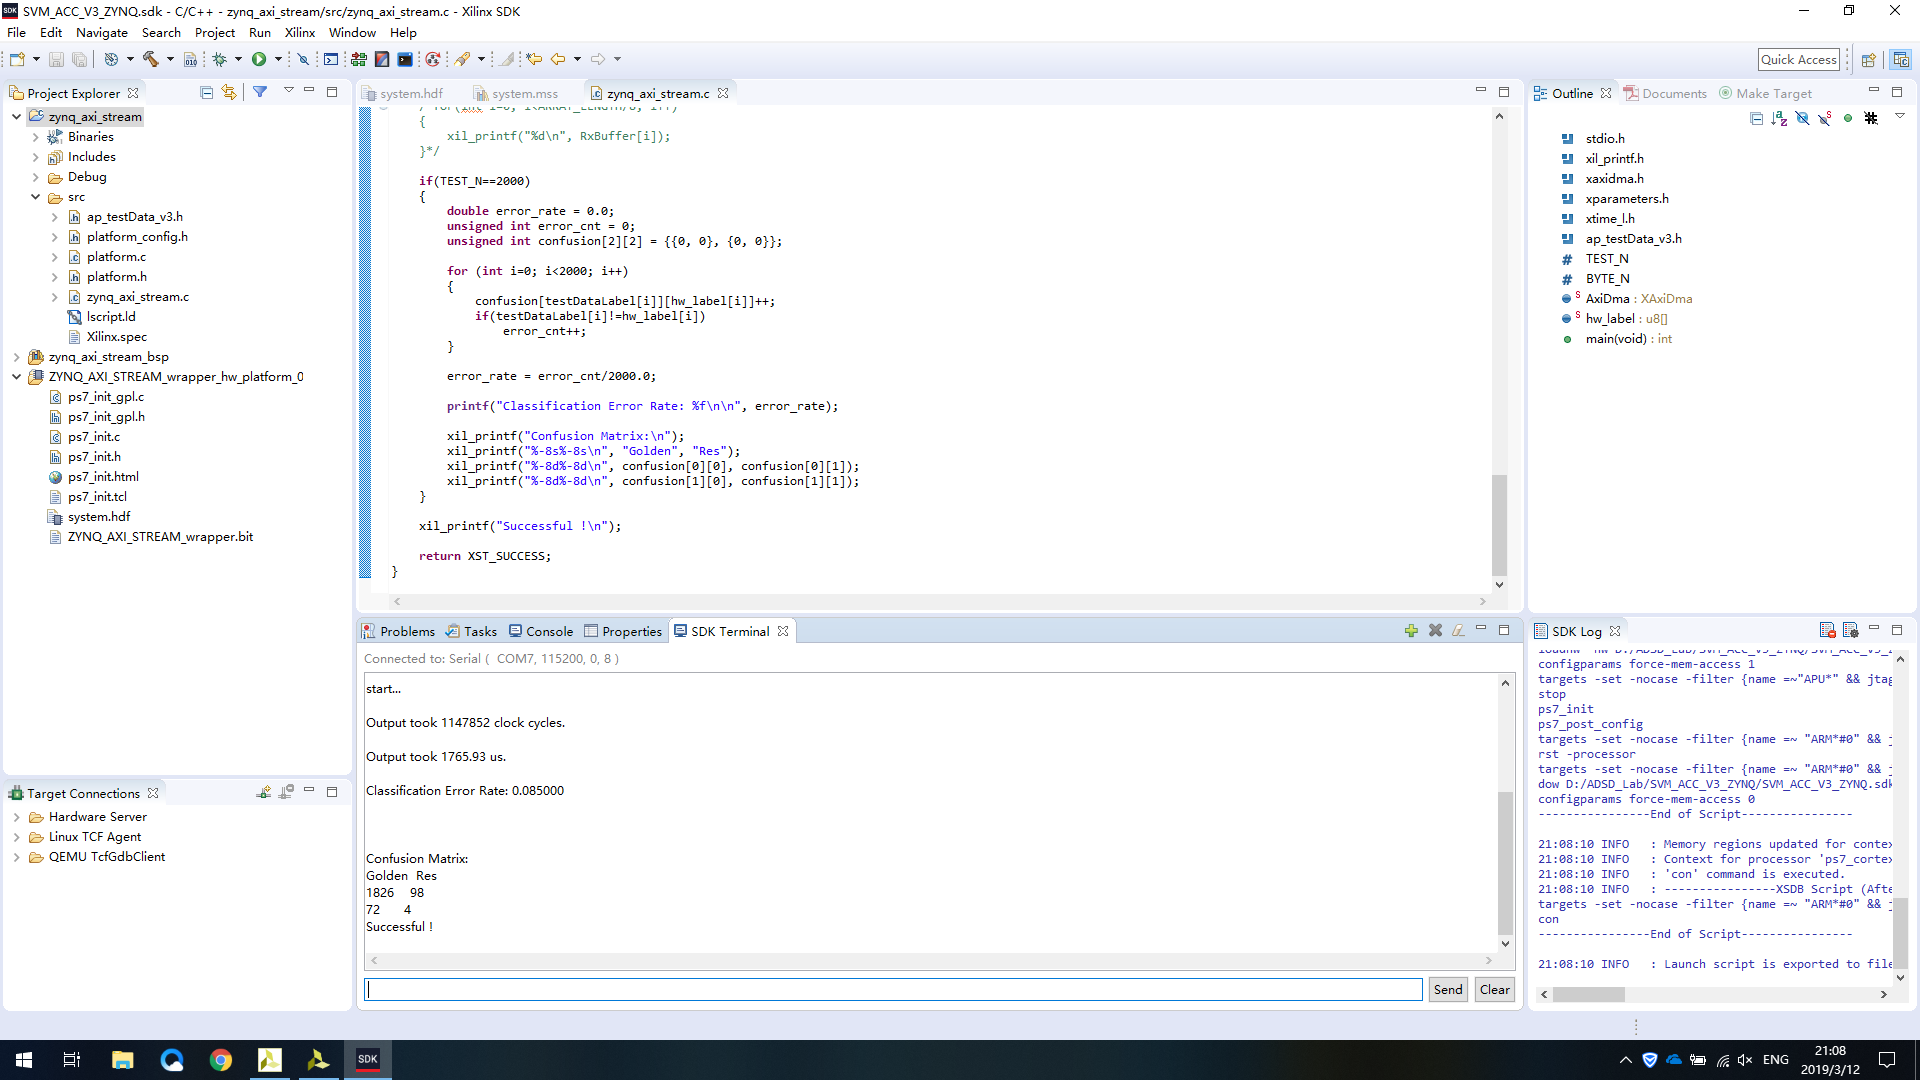 SVM_ACC_V3_ZYNQ.sdk - C/C++ - zynq_axi_stream/src/zynq_axi_stream.c - Xilinx SDK
File Edit Navigate Search Project Run Xilinx Window Help
Quick Access
Project Explorer
zynq_axi_stream
Binaries
Includes
Debug
src
ap_testData_v3.h
platform_config.h
platform.c
platform.h
zynq_axi_stream.c
lscript.ld
Xilinx.spec
zynq_axi_stream_bsp
ZYNQ_AXI_STREAM_wrapper_hw_platform_0
ps7_init_gpl.c
ps7_init_gpl.h
ps7_init.c
ps7_init.h
ps7_init.html
ps7_init.tcl
system.hdf
ZYNQ_AXI_STREAM_wrapper.bit
Target Connections
Hardware Server
Linux TCF Agent
QEMU TcfGdbClient
system.hdf system.mss zynq_axi_stream.c
{
xil_printf("%d\n", RxBuffer[i]);
}*/
if(TEST_N==2000)
{
double error_rate = 0.0;
unsigned int error_cnt = 0;
unsigned int confusion[2][2] = {{0, 0}, {0, 0}};
for (int i=0; i<2000; i++)
{
confusion[testDataLabel[i]][hw_label[i]]++;
if(testDataLabel[i]!=hw_label[i])
error_cnt++;
}
error_rate = error_cnt/2000.0;
printf("Classification Error Rate: %f\n\n", error_rate);
xil_printf("Confusion Matrix:\n");
xil_printf("%-8s%-8s\n", "Golden", "Res");
xil_printf("%-8d%-8d\n", confusion[0][0], confusion[0][1]);
xil_printf("%-8d%-8d\n", confusion[1][0], confusion[1][1]);
}
xil_printf("Successful !\n");
return XST_SUCCESS;
}
Problems Tasks Console Properties SDK Terminal
Connected to: Serial ( COM7, 115200, 0, 8 )
start...
Output took 1147852 clock cycles.
Output took 1765.93 us.
Classification Error Rate: 0.085000
Confusion Matrix:
Golden Res
1826 98
72 4
Successful !
Send Clear
Outline Documents Make Target
stdio.h
xil_printf.h
xaxidma.h
xparameters.h
xtime_l.h
ap_testData_v3.h
TEST_N
BYTE_N
AxiDma : XAxiDma
hw_label : u8[]
main(void) : int
SDK Log
configparams force-mem-access 1
targets -set -nocase -filter {name =~"APU*" && jtag
stop
ps7_init
ps7_post_config
targets -set -nocase -filter {name =~ "ARM*#0" && j
rst -processor
targets -set -nocase -filter {name =~ "ARM*#0" && j
dow D:/ADSD_Lab/SVM_ACC_V3_ZYNQ/SVM_ACC_V3_ZYNQ.sdk
configparams force-mem-access 0
----------------End of Script----------------
21:08:10 INFO : Memory regions updated for contex
21:08:10 INFO : Context for processor 'ps7_cortex
21:08:10 INFO : 'con' command is executed.
21:08:10 INFO : ----------------XSDB Script (Afte
targets -set -nocase -filter {name =~ "ARM*#0" && j
con
----------------End of Script----------------
21:08:10 INFO : Launch script is exported to file
SDK
ENG
21:08
2019/3/12